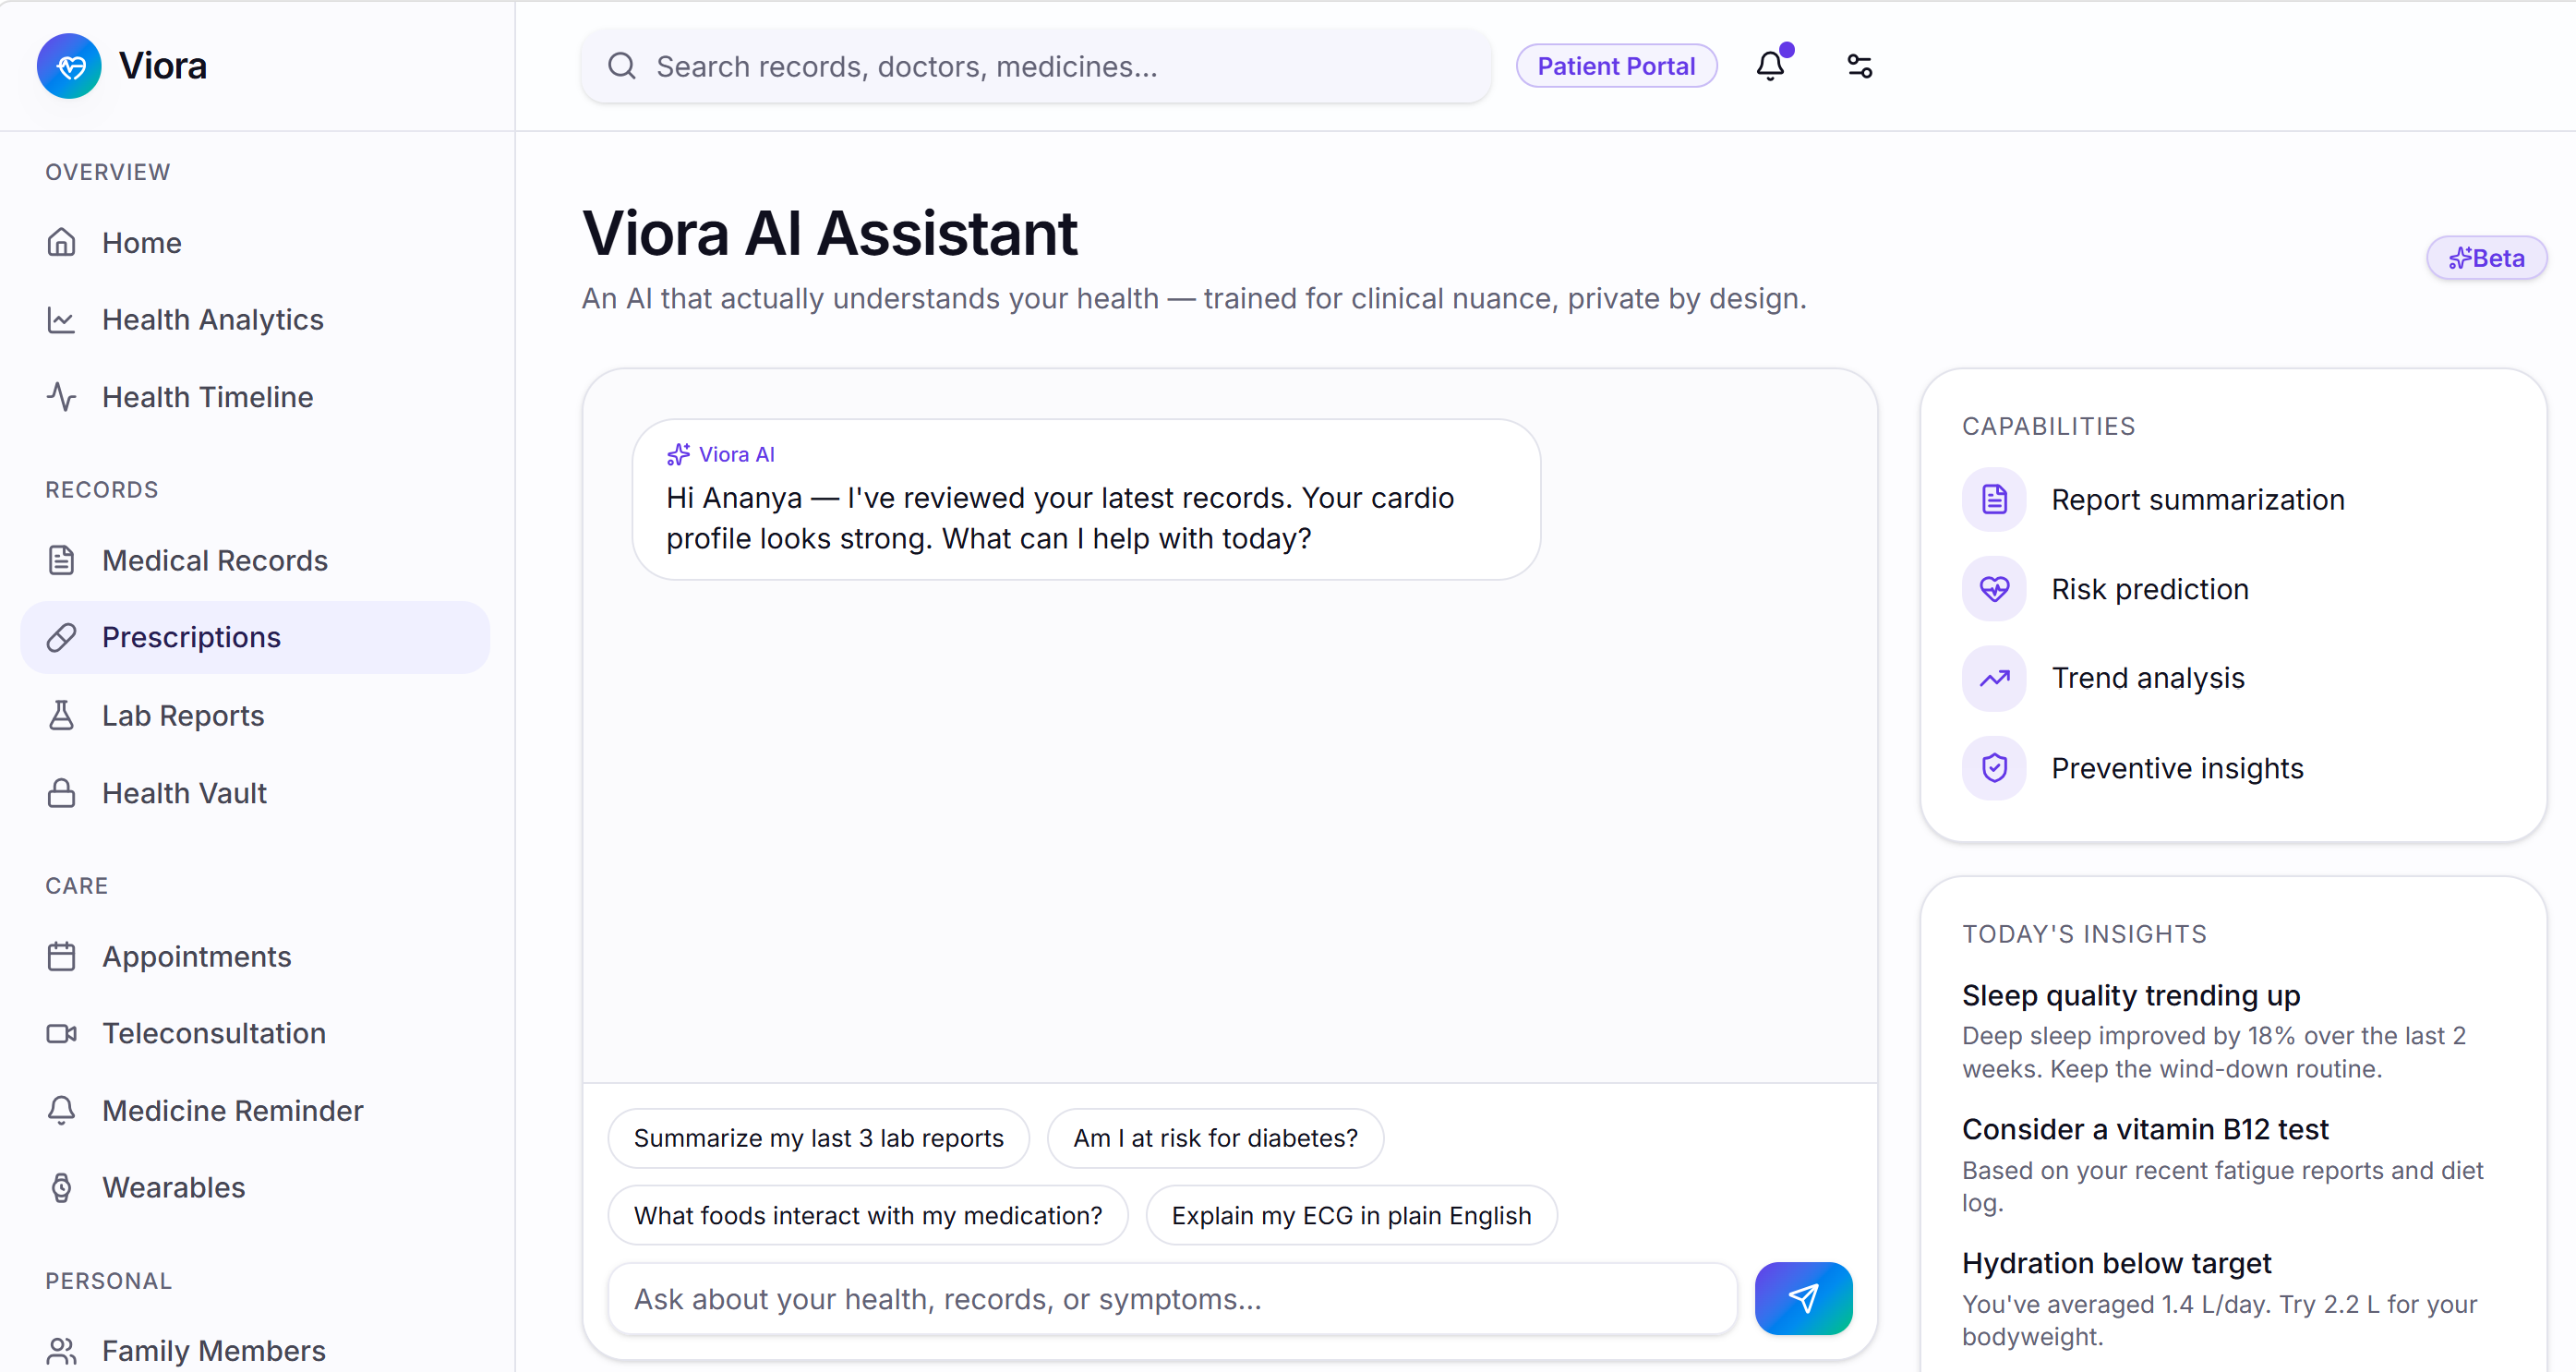 Viora
Search records, doctors, medicines...
Patient Portal
OVERVIEW
Home
Health Analytics
Health Timeline
RECORDS
Medical Records
Prescriptions
Lab Reports
Health Vault
CARE
Appointments
Teleconsultation
Medicine Reminder
Wearables
PERSONAL
Family Members
Viora AI Assistant
An AI that actually understands your health — trained for clinical nuance, private by design.
Beta
Viora AI
Hi Ananya — I've reviewed your latest records. Your cardio
profile looks strong. What can I help with today?
Summarize my last 3 lab reports
Am I at risk for diabetes?
What foods interact with my medication?
Explain my ECG in plain English
Ask about your health, records, or symptoms...
CAPABILITIES
Report summarization
Risk prediction
Trend analysis
Preventive insights
TODAY'S INSIGHTS
Sleep quality trending up
Deep sleep improved by 18% over the last 2
weeks. Keep the wind-down routine.
Consider a vitamin B12 test
Based on your recent fatigue reports and diet
log.
Hydration below target
You've averaged 1.4 L/day. Try 2.2 L for your
bodyweight.